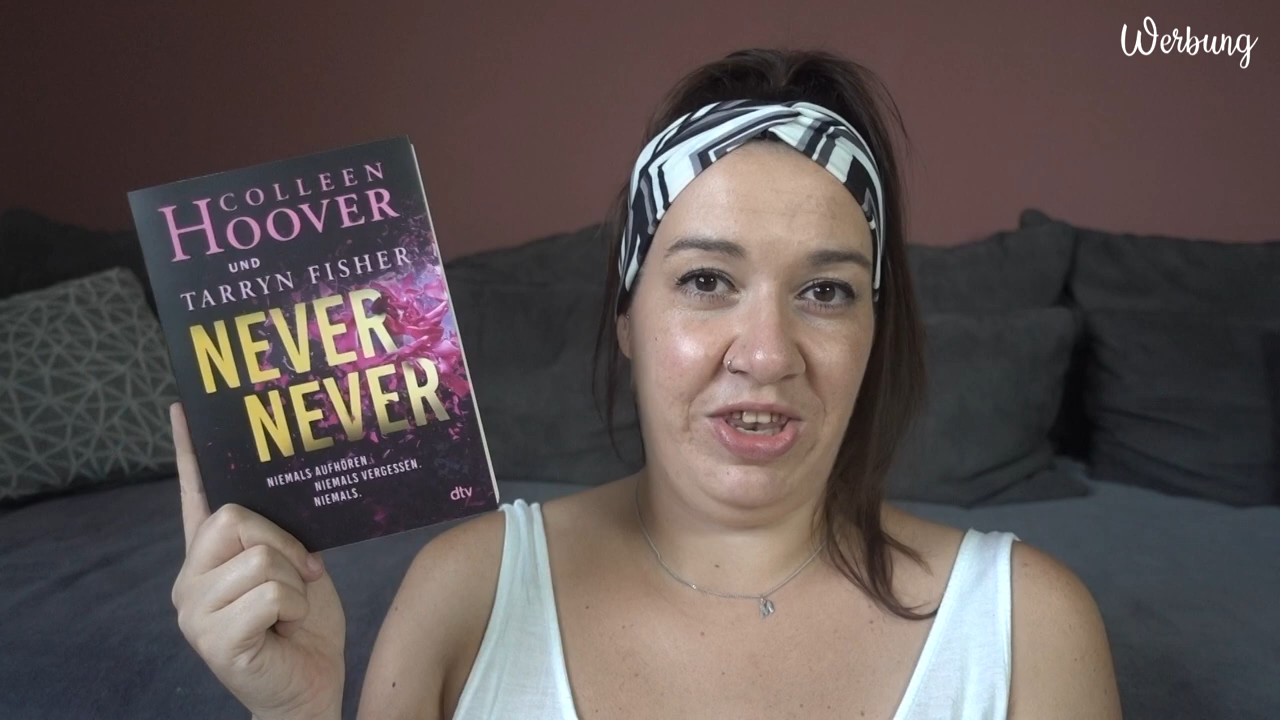 Werbung
COLLEEN
HOOVER
UND
TARRYN FISHER
NEVER
NEVER
NIEMALS AUFHÖREN.
NIEMALS VERGESSEN.
NIEMALS.
dtv